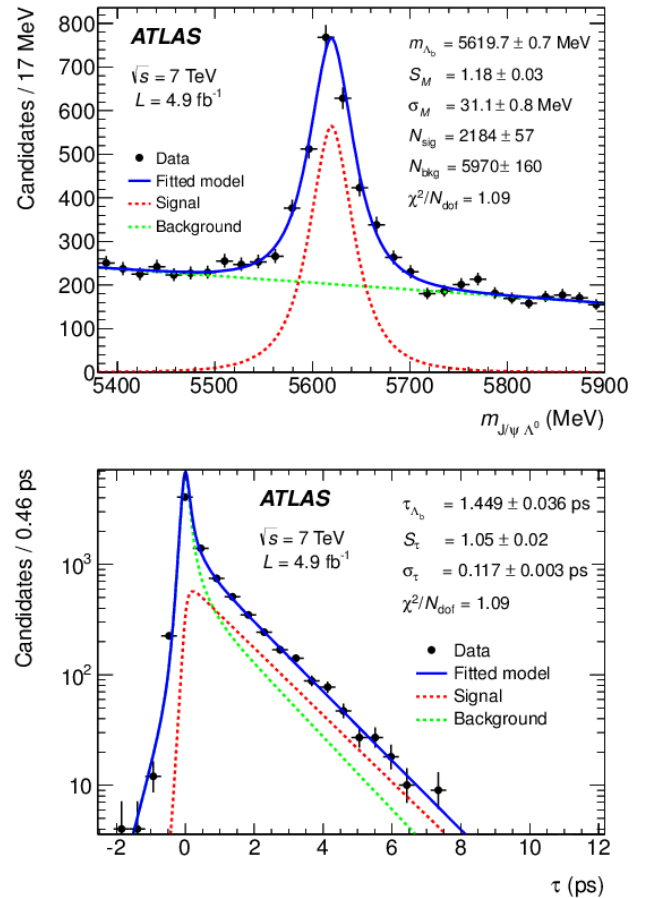 Candidates / 17 MeV
800
700
600
500
400
300
200
100
0
ATLAS
√s = 7 TeV
L = 4.9 fb⁻¹
Data
Fitted model
Signal
Background
m_Λb = 5619.7 ± 0.7 MeV
S_M = 1.18 ± 0.03
σ_M = 31.1 ± 0.8 MeV
N_sig = 2184 ± 57
N_bkg = 5970 ± 160
χ²/N_dof = 1.09
5400 5500 5600 5700 5800 5900
m_J/ψ Λ⁰ (MeV)
Candidates / 0.46 ps
10³
10²
10
ATLAS
√s = 7 TeV
L = 4.9 fb⁻¹
τ_Λb = 1.449 ± 0.036 ps
S_τ = 1.05 ± 0.02
σ_τ = 0.117 ± 0.003 ps
χ²/N_dof = 1.09
Data
Fitted model
Signal
Background
-2 0 2 4 6 8 10 12
τ (ps)